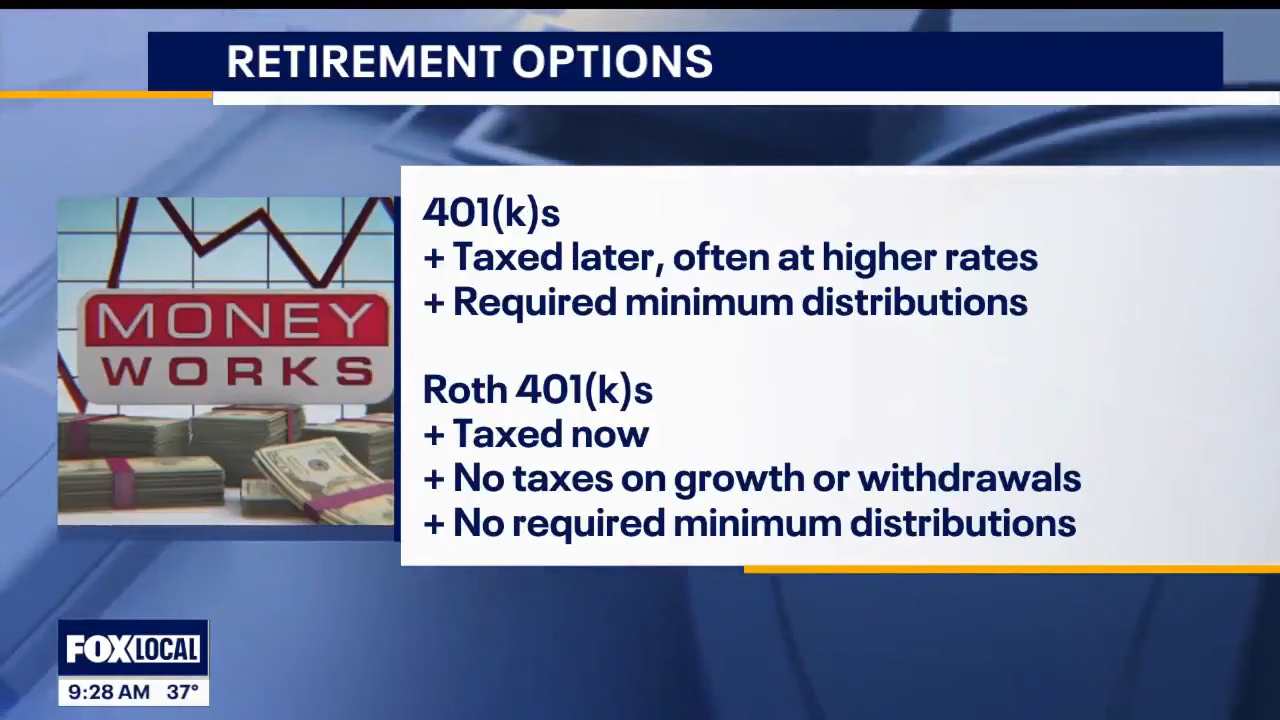 RETIREMENT OPTIONS
MONEY
WORKS
401(k)s
+ Taxed later, often at higher rates
+ Required minimum distributions
Roth 401(k)s
+ Taxed now
+ No taxes on growth or withdrawals
+ No required minimum distributions
FOX LOCAL
9:28 AM 37°